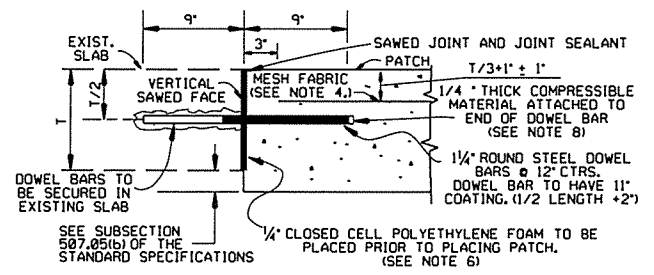 9"
9"
EXIST.
SLAB
3"
SAWED JOINT AND JOINT SEALANT
PATCH
T/3+1" ± 1"
VERTICAL
SAWED FACE
MESH FABRIC
(SEE NOTE 4.)
T/2
T
1/4 " THICK COMPRESSIBLE
MATERIAL ATTACHED TO
END OF DOWEL BAR
(SEE NOTE 8)
DOWEL BARS TO
BE SECURED IN
EXISTING SLAB
1¼" ROUND STEEL DOWEL
BARS @ 12" CTRS.
DOWEL BAR TO HAVE 11"
COATING. (1/2 LENGTH +2")
SEE SUBSECTION
507.05(b) OF THE
STANDARD SPECIFICATIONS
¼" CLOSED CELL POLYETHYLENE FOAM TO BE
PLACED PRIOR TO PLACING PATCH.
(SEE NOTE 6)